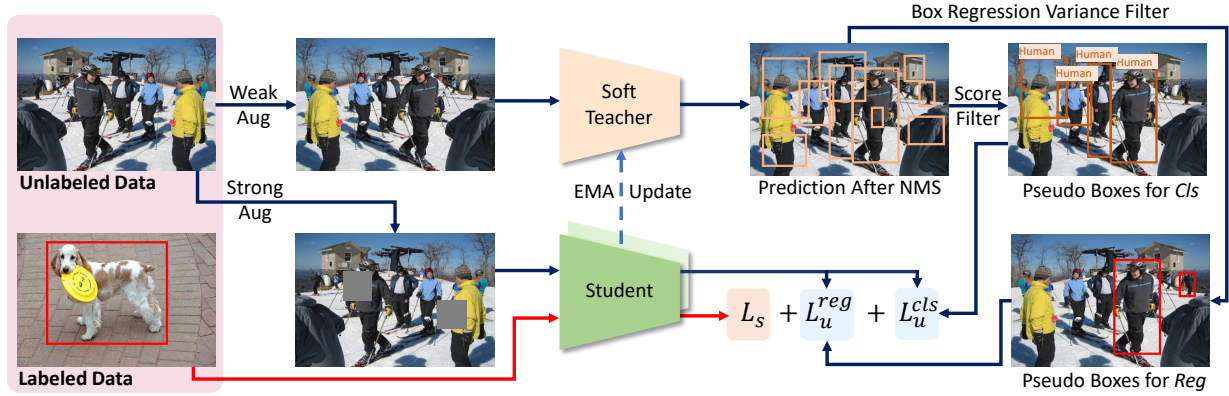 Box Regression Variance Filter
Weak
Aug
Soft
Teacher
Score
Filter
Human
Human
Human
Human
Unlabeled Data
Strong
Aug
EMA Update
Prediction After NMS
Pseudo Boxes for Cls
Student
L_s + L_u^{reg} + L_u^{cls}
Labeled Data
Pseudo Boxes for Reg